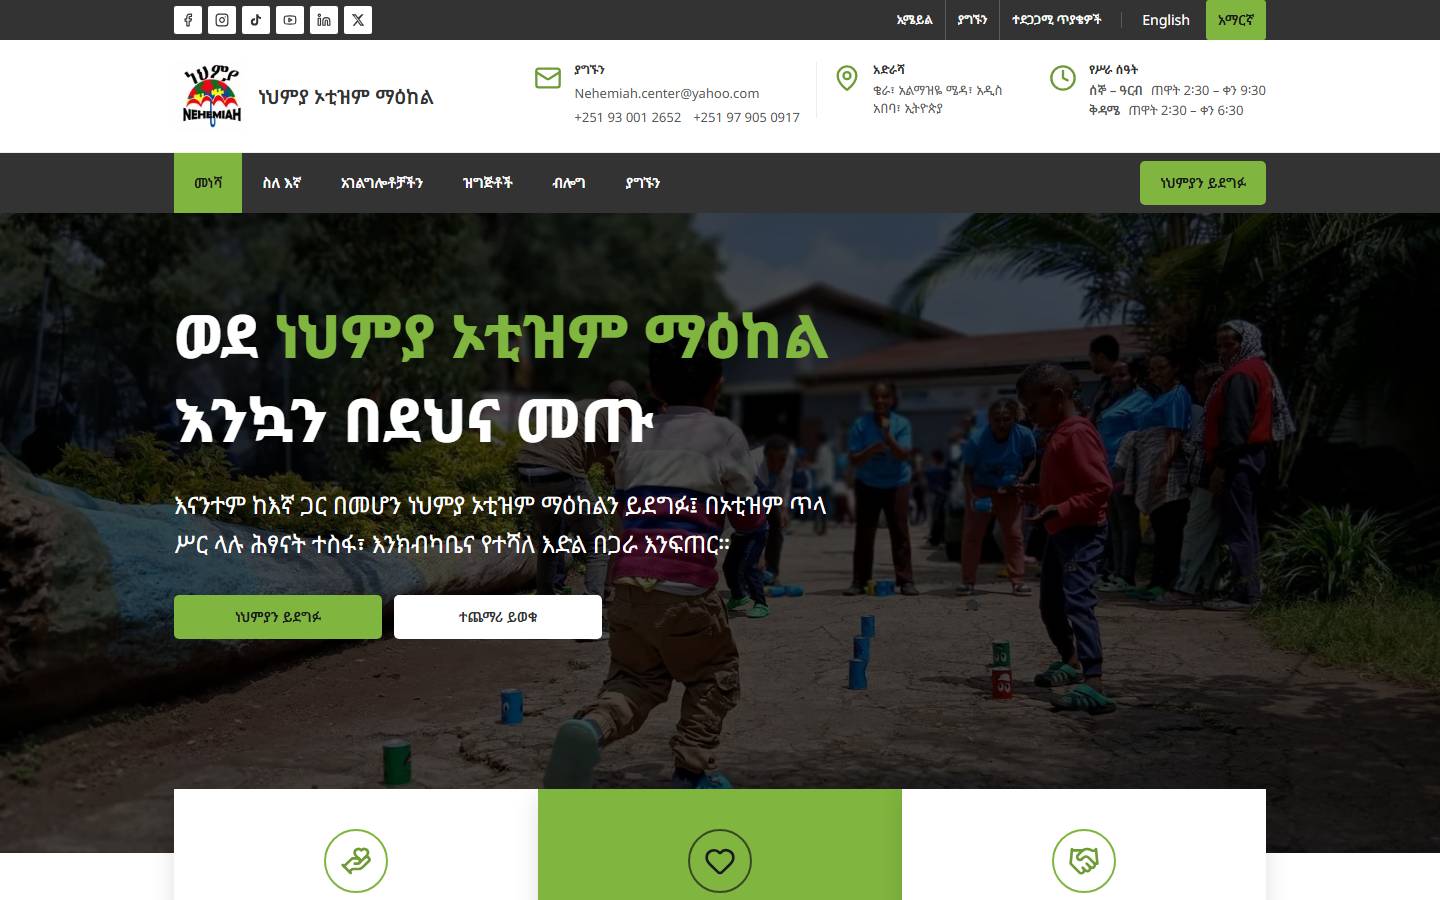 ኢሜይል
ያግኙን
ተደጋጋሚ ጥያቄዎች
English
አማርኛ
ነህምያ
NEHEMIAH
ነህምያ ኦቲዝም ማዕከል
ያግኙን
Nehemiah.center@yahoo.com
+251 93 001 2652 +251 97 905 0917
አድራሻ
ቄራ፣ አልማዝዬ ሜዳ፣ አዲስ
አበባ፣ ኢትዮጵያ
የሥራ ሰዓት
ሰኞ – ዓርብ ጠዋት 2:30 – ቀን 9:30
ቅዳሜ ጠዋት 2:30 – ቀን 6:30
መነሻ
ስለ እኛ
አገልግሎቶቻችን
ዝግጅቶች
ብሎግ
ያግኙን
ነህምያን ይደግፉ
ወደ ነህምያ ኦቲዝም ማዕከል
እንኳን በደህና መጡ
እናንተም ከእኛ ጋር በመሆን ነህምያ ኦቲዝም ማዕከልን ይደግፉ፤ በኦቲዝም ጥላ
ሥር ላሉ ሕፃናት ተስፋ፣ እንክብካቤና የተሻለ እድል በጋራ እንፍጠር።
ነህምያን ይደግፉ
ተጨማሪ ይወቁ